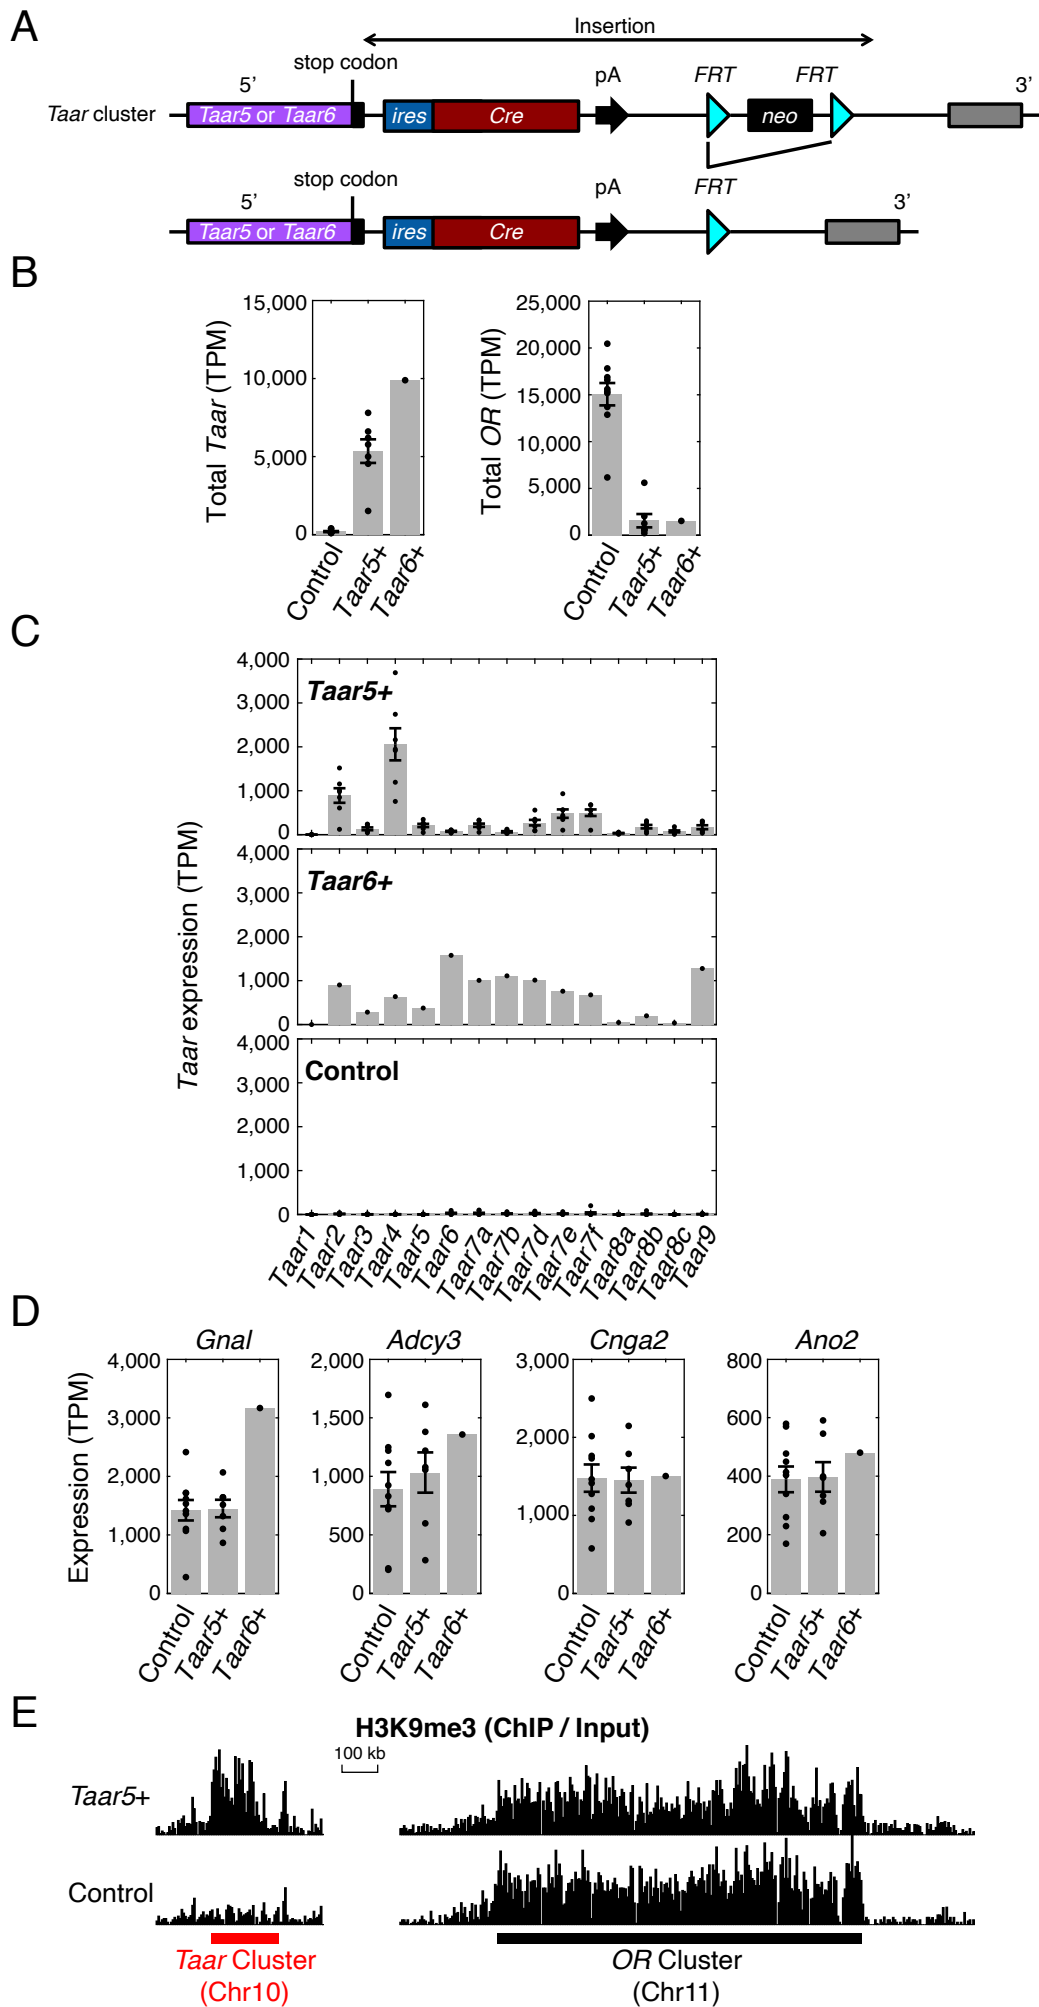 A
Insertion
stop codon
5’
pA
FRT
FRT
3’
Taar cluster
Taar5 or Taar6
ires
Cre
neo
stop codon
5’
pA
FRT
3’
Taar5 or Taar6
ires
Cre
B
Total Taar (TPM)
15,000
10,000
5,000
0
Control
Taar5+
Taar6+
Total OR (TPM)
25,000
20,000
15,000
10,000
5,000
0
Control
Taar5+
Taar6+
C
Taar expression (TPM)
Taar5+
4,000
3,000
2,000
1,000
0
Taar6+
4,000
3,000
2,000
1,000
0
Control
4,000
3,000
2,000
1,000
0
Taar1
Taar2
Taar3
Taar4
Taar5
Taar6
Taar7a
Taar7b
Taar7d
Taar7e
Taar7f
Taar8a
Taar8b
Taar8c
Taar9
D
Expression (TPM)
Gnal
4,000
3,000
2,000
1,000
0
Control
Taar5+
Taar6+
Adcy3
2,000
1,500
1,000
500
0
Control
Taar5+
Taar6+
Cnga2
3,000
2,000
1,000
0
Control
Taar5+
Taar6+
Ano2
800
600
400
200
0
Control
Taar5+
Taar6+
E
H3K9me3 (ChIP / Input)
100 kb
Taar5+
Control
Taar Cluster
(Chr10)
OR Cluster
(Chr11)